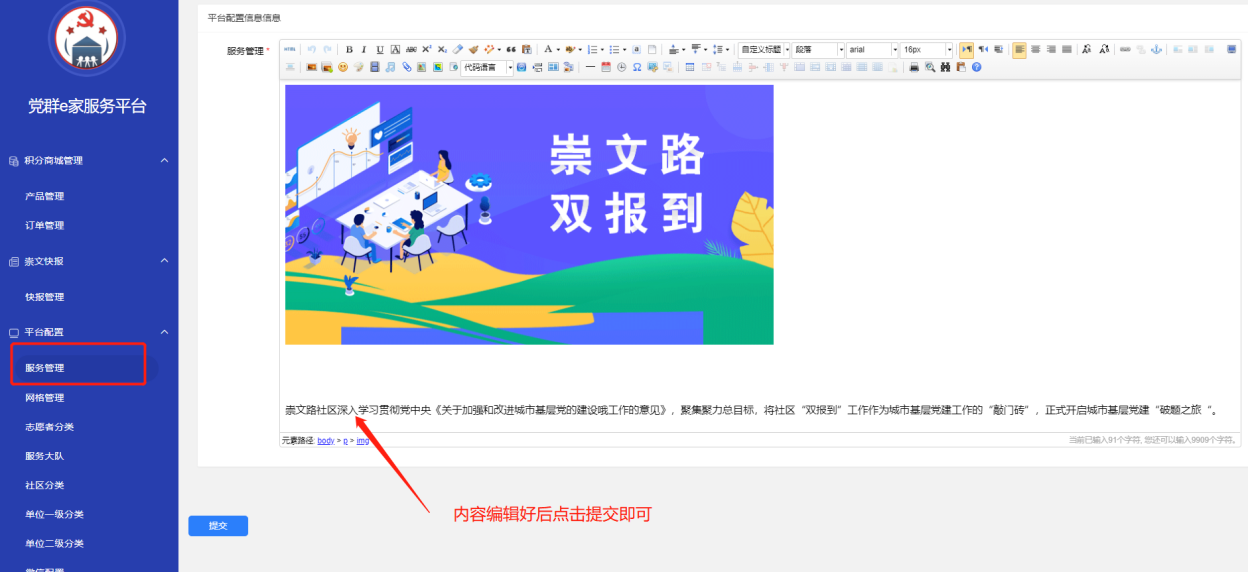 党群e家服务平台
积分商城管理
产品管理
订单管理
崇文快报
快报管理
平台配置
服务管理
网格管理
志愿者分类
服务大队
社区分类
单位一级分类
单位二级分类
微信配置
平台配置信息信息
服务管理 *
HTML
自定义标题
段落
arial
16px
代码语言
崇文路
双报到
崇文路社区深入学习贯彻党中央《关于加强和改进城市基层党的建设哦工作的意见》，聚集聚力总目标，将社区“双报到”工作作为城市基层党建工作的“敲门砖”，正式开启城市基层党建“破题之旅“。
元素路径: body > p > img
当前已输入91个字符, 您还可以输入9909个字符。
内容编辑好后点击提交即可
提交